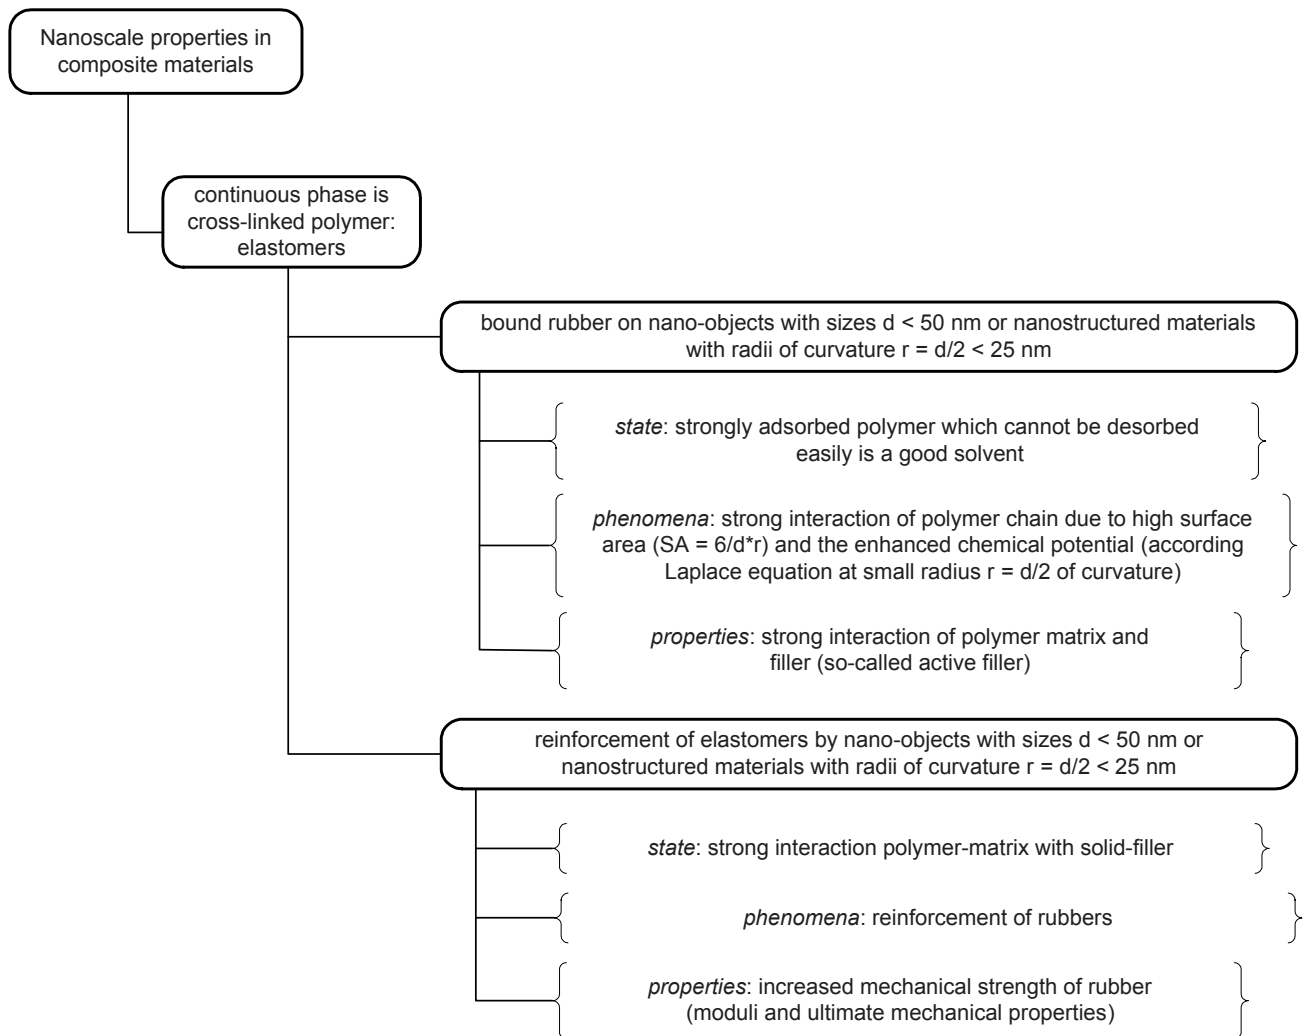 Nanoscale properties in
composite materials
continuous phase is
cross-linked polymer:
elastomers
bound rubber on nano-objects with sizes d < 50 nm or nanostructured materials
with radii of curvature r = d/2 < 25 nm
state: strongly adsorbed polymer which cannot be desorbed
easily is a good solvent
phenomena: strong interaction of polymer chain due to high surface
area (SA = 6/d*r) and the enhanced chemical potential (according
Laplace equation at small radius r = d/2 of curvature)
properties: strong interaction of polymer matrix and
filler (so-called active filler)
reinforcement of elastomers by nano-objects with sizes d < 50 nm or
nanostructured materials with radii of curvature r = d/2 < 25 nm
state: strong interaction polymer-matrix with solid-filler
phenomena: reinforcement of rubbers
properties: increased mechanical strength of rubber
(moduli and ultimate mechanical properties)